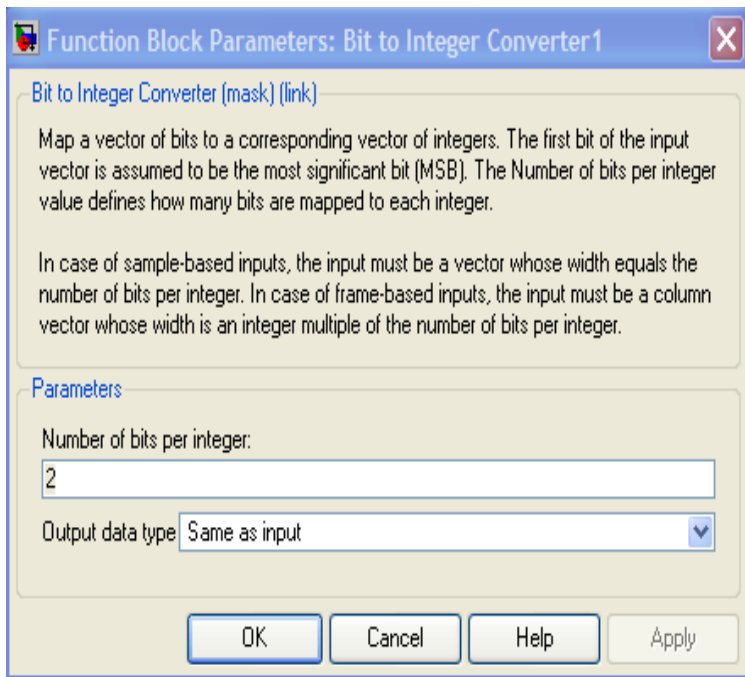 Function Block Parameters: Bit to Integer Converter1
Bit to Integer Converter (mask) (link)
Map a vector of bits to a corresponding vector of integers. The first bit of the input
vector is assumed to be the most significant bit (MSB). The Number of bits per integer
value defines how many bits are mapped to each integer.
In case of sample-based inputs, the input must be a vector whose width equals the
number of bits per integer. In case of frame-based inputs, the input must be a column
vector whose width is an integer multiple of the number of bits per integer.
Parameters
Number of bits per integer:
2
Output data type Same as input
OK Cancel Help Apply